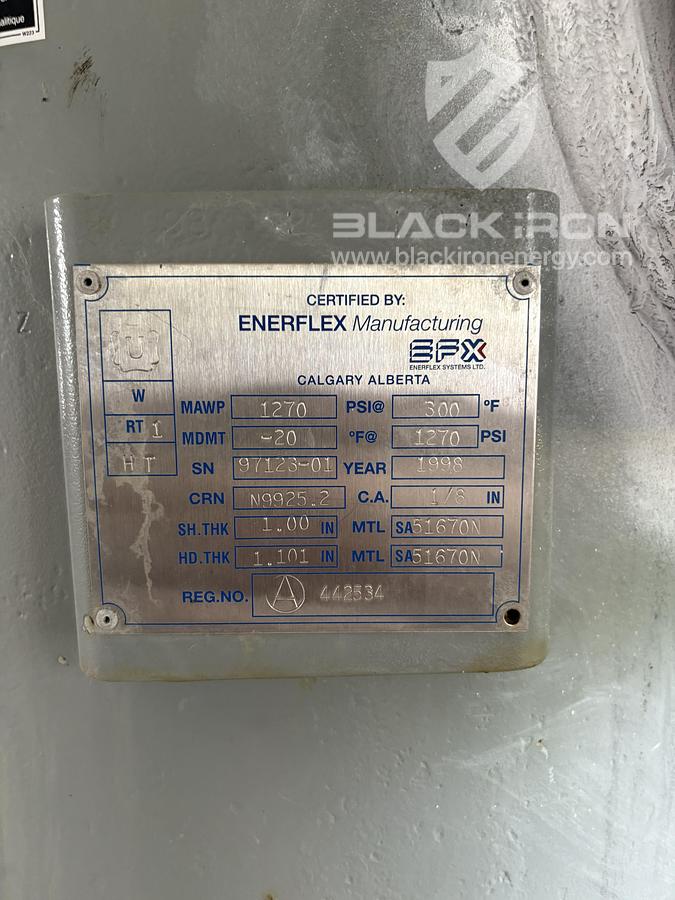 alitique
W223
BLACK iRON
www.blackironenergy.com
CERTIFIED BY:
ENERFLEX Manufacturing
EFX
ENERFLEX SYSTEMS LTD.
CALGARY ALBERTA
U
W
RT 1
HT
MAWP 1270 PSI@ 300 °F
MDMT -20 °F@ 1270 PSI
SN 97123-01 YEAR 1998
CRN N9925.2 C.A. 1/8 IN
SH.THK 1.00 IN MTL SA51670N
HD.THK 1.101 IN MTL SA51670N
REG.NO. A 442534